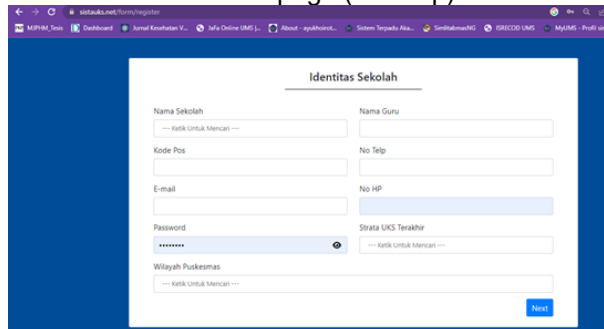 sistauks.net/form/register
M3PHM_Tesis Dashboard Jurnal Kesehatan V... JaFa Online UMS |... About - ayukhoirot... Sistem Terpadu Aka... SimlitabmasNG ISRECOD UMS MyUMS - Profil sim
Identitas Sekolah
Nama Sekolah Nama Guru
--- Ketik Untuk Mencari ---
Kode Pos No Telp
E-mail No HP
Password Strata UKS Terakhir
•••••••• --- Ketik Untuk Mencari ---
Wilayah Puskesmas
--- Ketik Untuk Mencari ---
Next